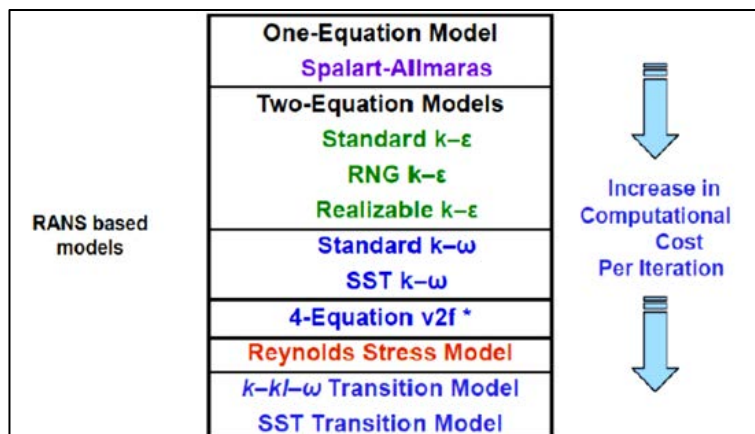 One-Equation Model
Spalart-Allmaras
Two-Equation Models
Standard k–ε
RNG k–ε
Realizable k–ε
Standard k–ω
SST k–ω
4-Equation v2f *
Reynolds Stress Model
k–kl–ω Transition Model
SST Transition Model
RANS based
models
Increase in
Computational
Cost
Per Iteration